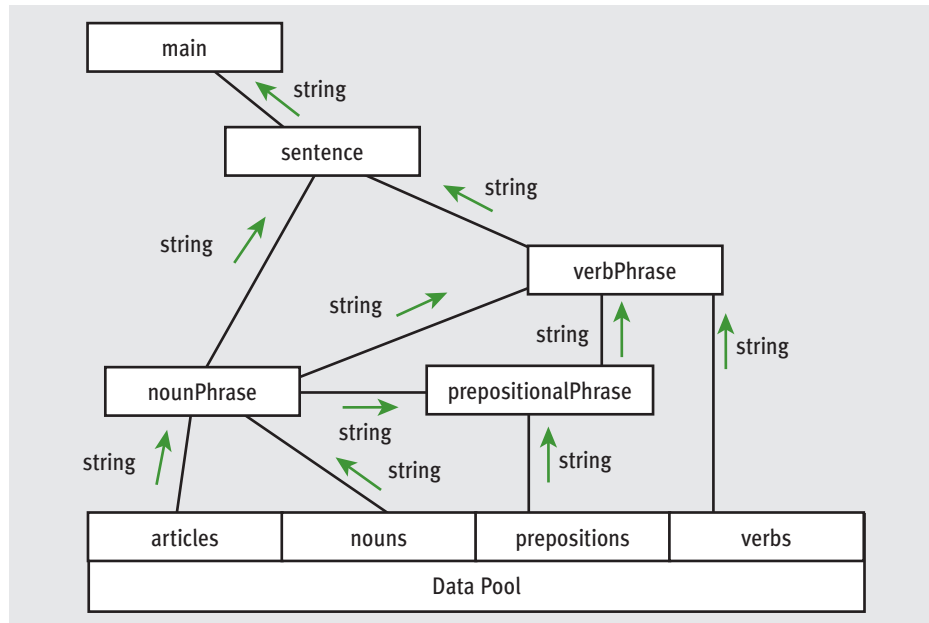 main
string
sentence
string
string
verbPhrase
string
string
string
nounPhrase
prepositionalPhrase
string
string
string
string
articles
nouns
prepositions
verbs
Data Pool